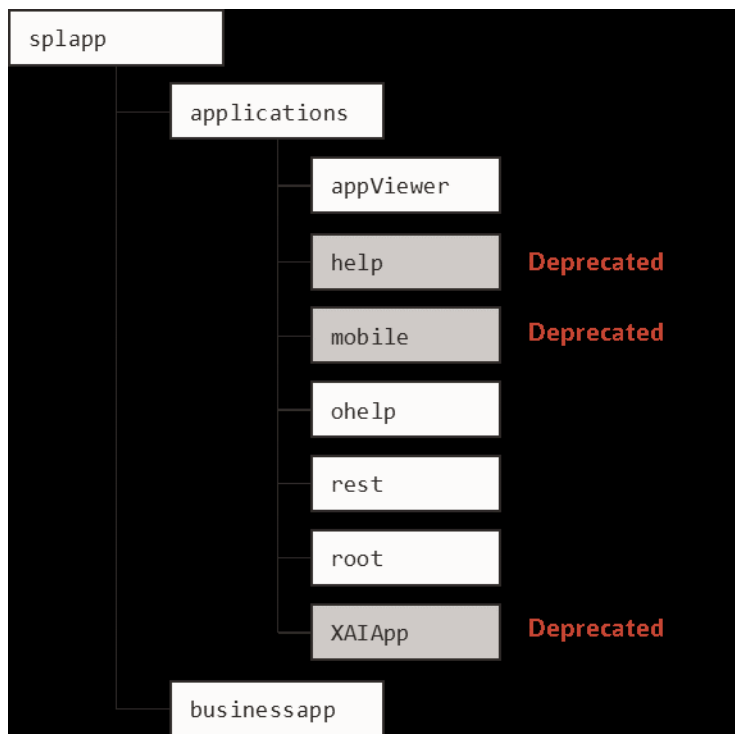 splapp
applications
appViewer
help Deprecated
mobile Deprecated
ohelp
rest
root
XAIApp Deprecated
businessapp